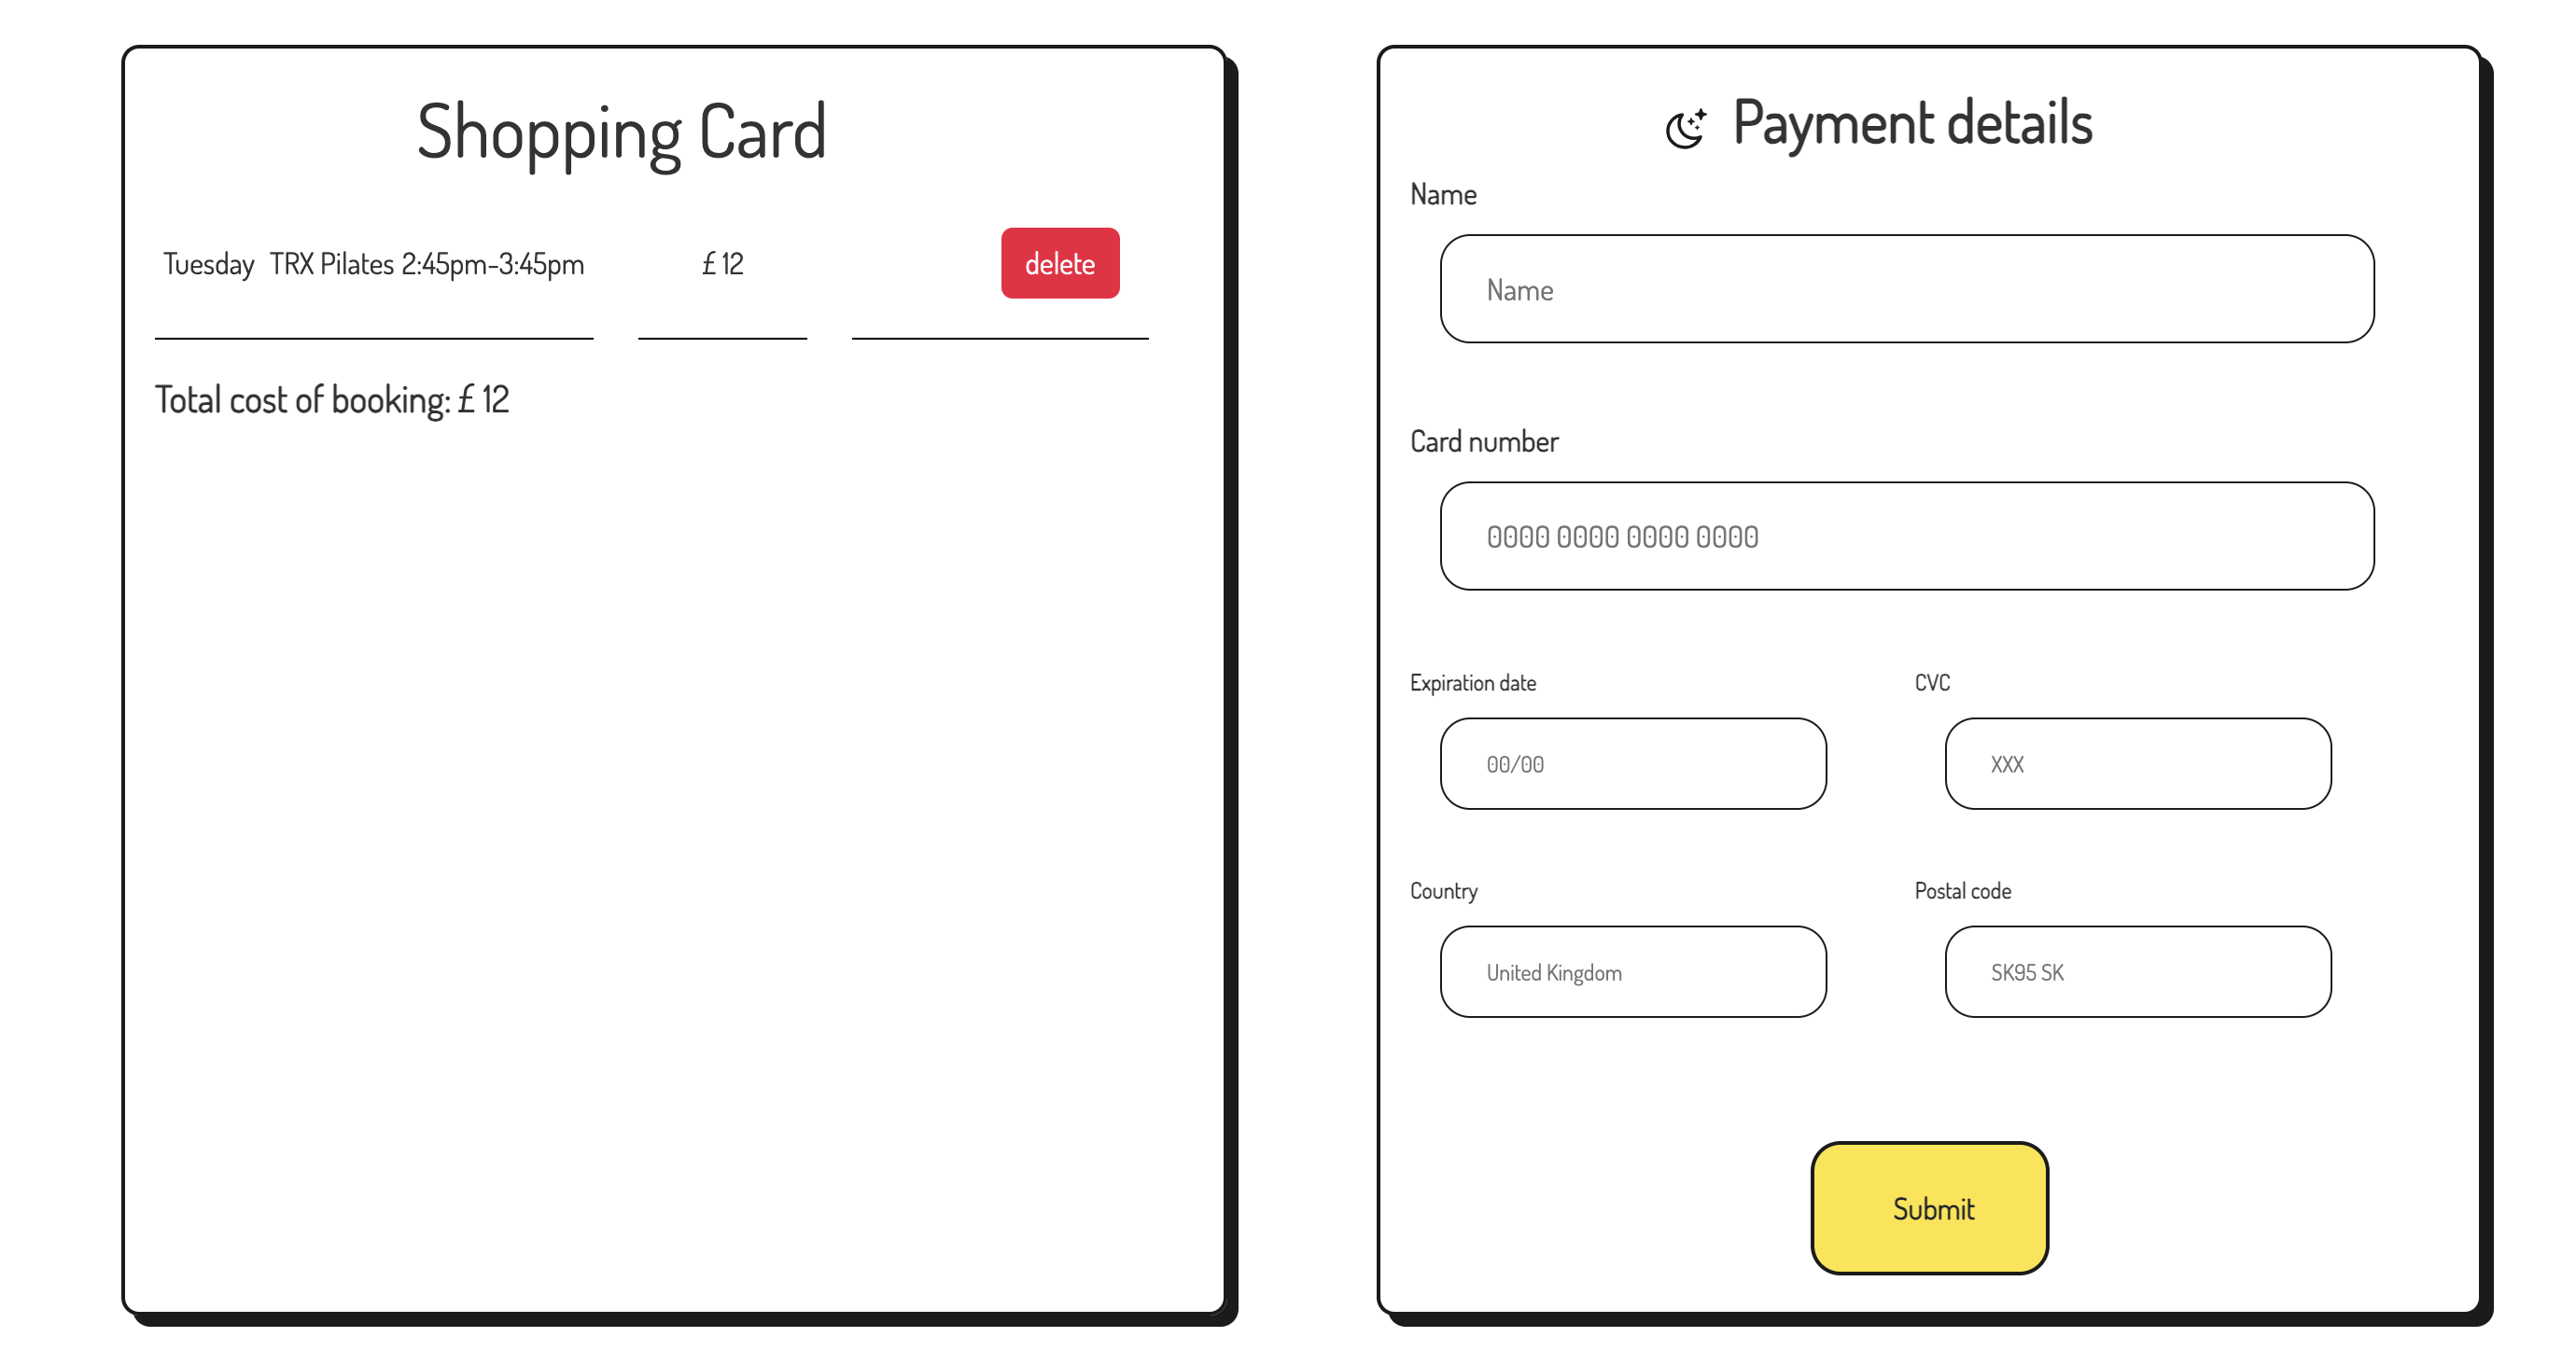 Shopping Card
Tuesday TRX Pilates 2:45pm-3:45pm £ 12 delete
Total cost of booking: £ 12
Payment details
Name
Name
Card number
0000 0000 0000 0000
Expiration date CVC
00/00 XXX
Country Postal code
United Kingdom SK95 SK
Submit